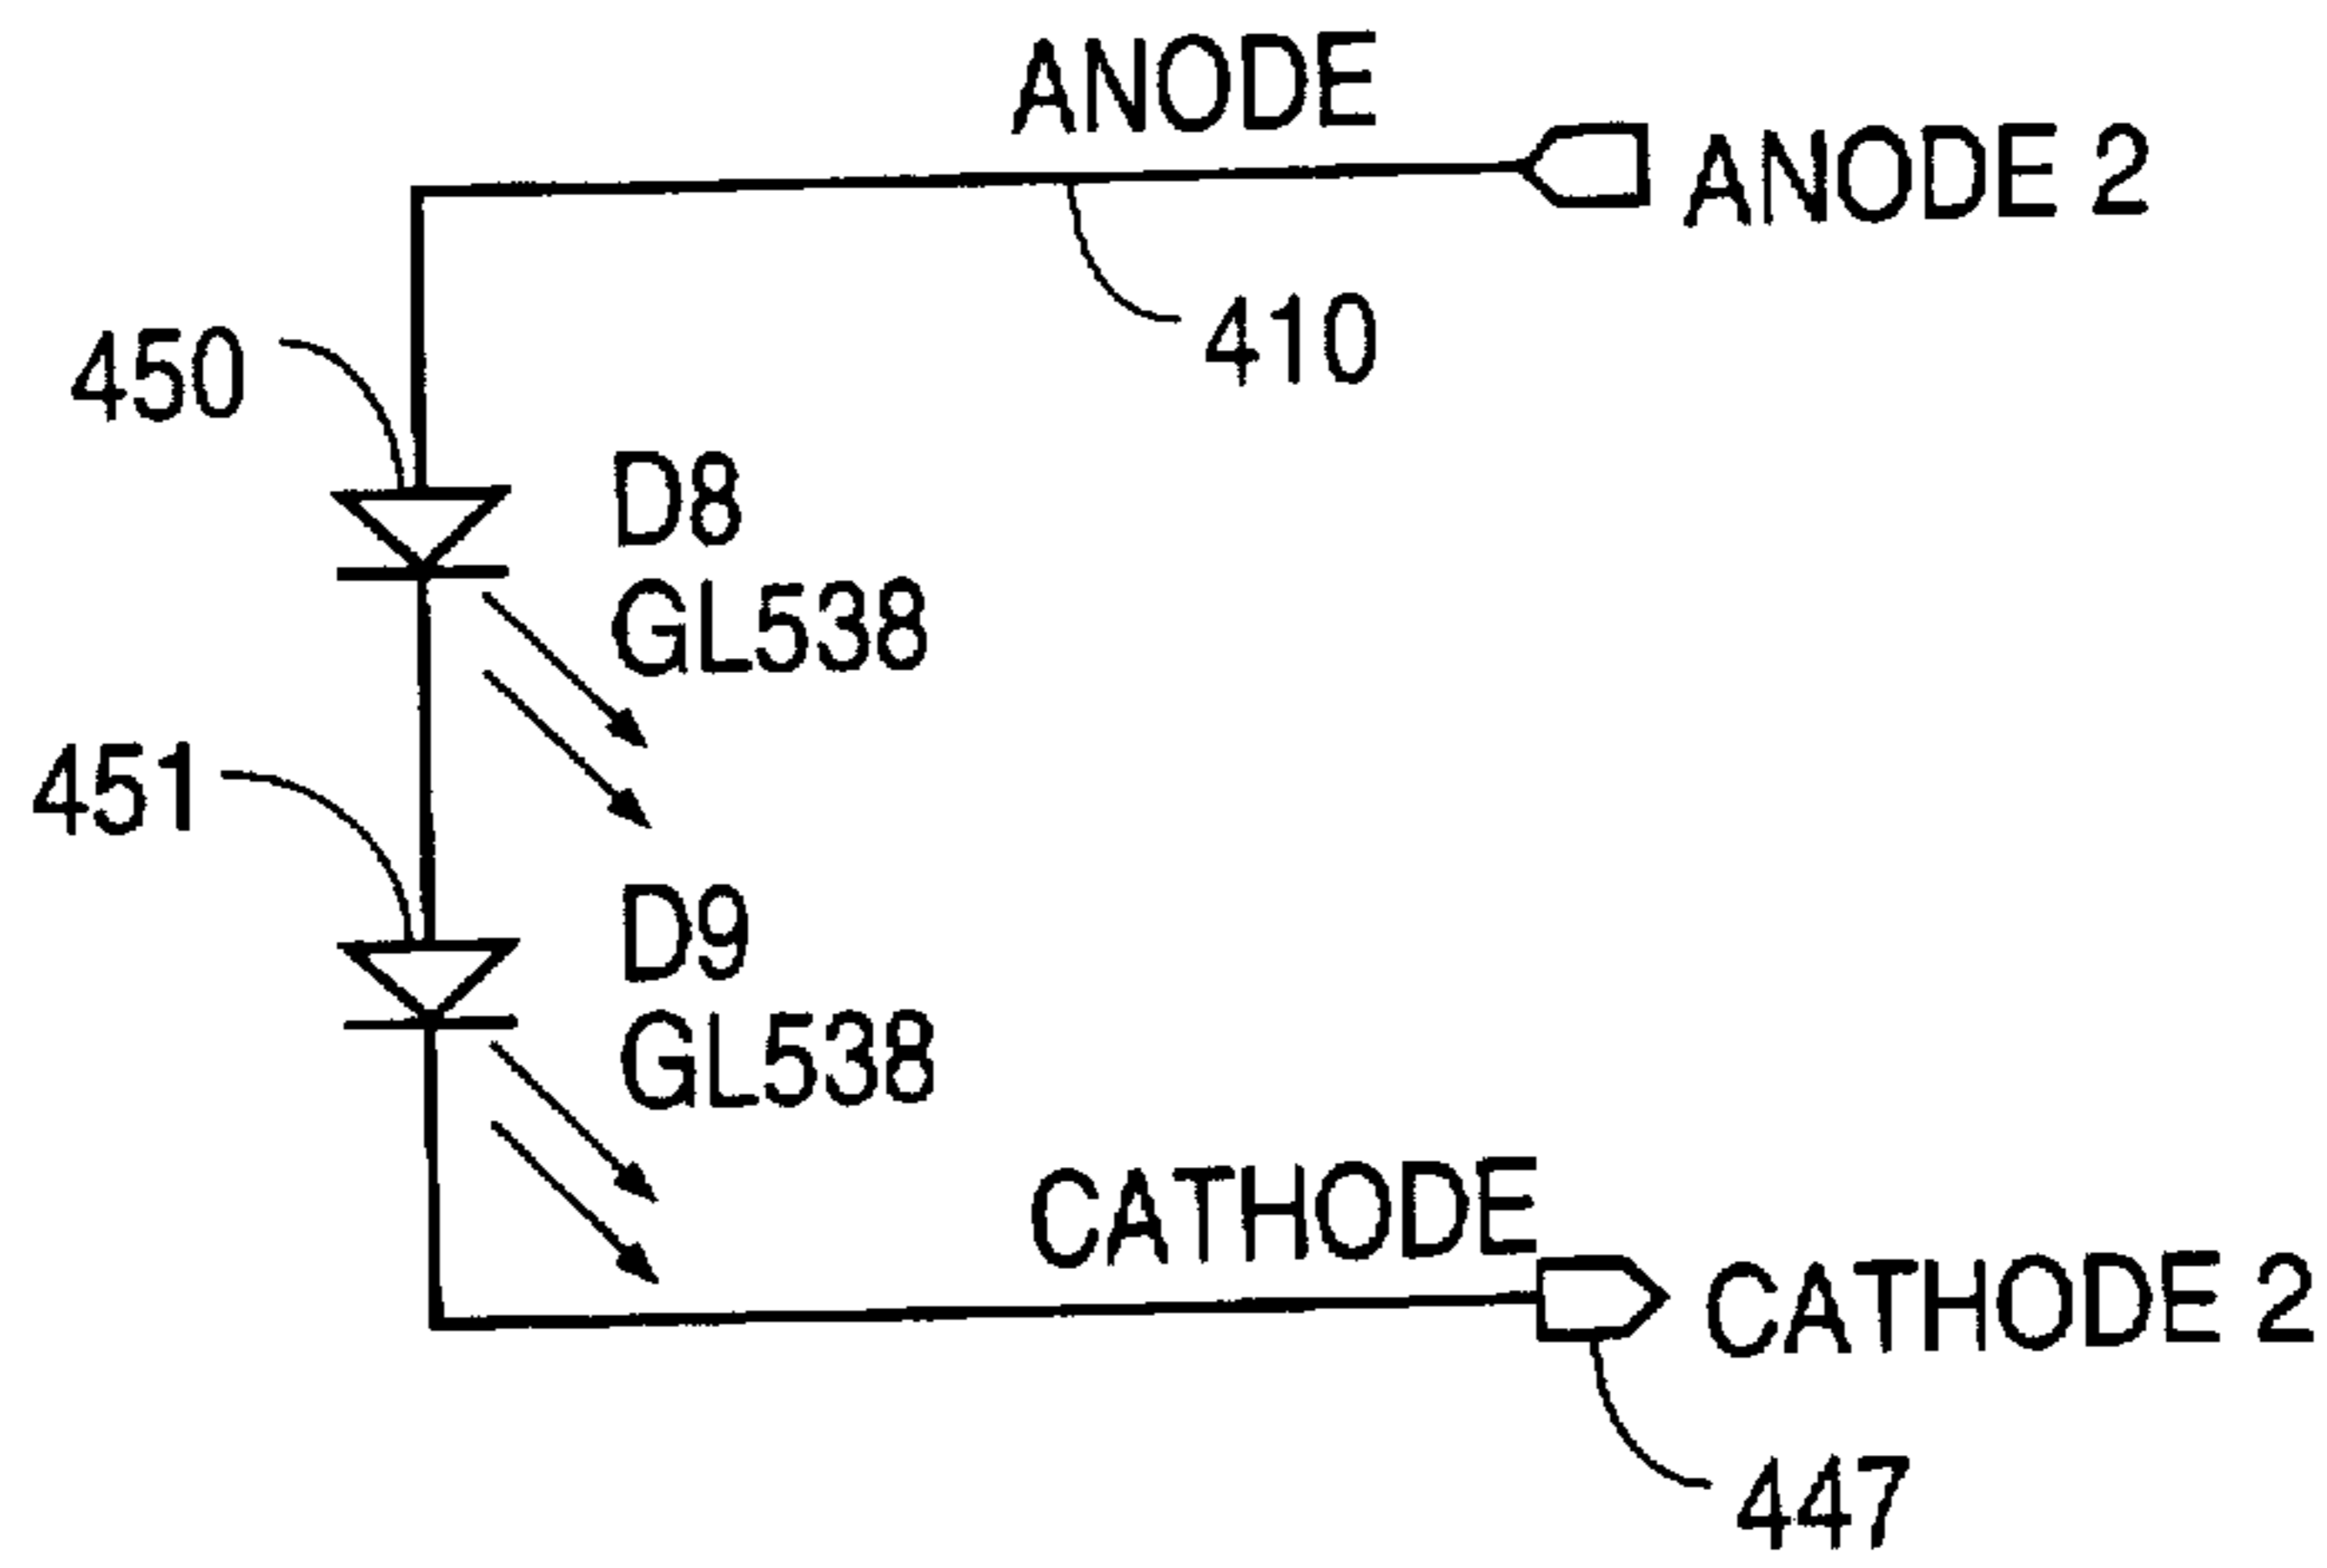 ANODE
ANODE 2
410
450
D8
GL538
451
D9
GL538
CATHODE
CATHODE 2
447